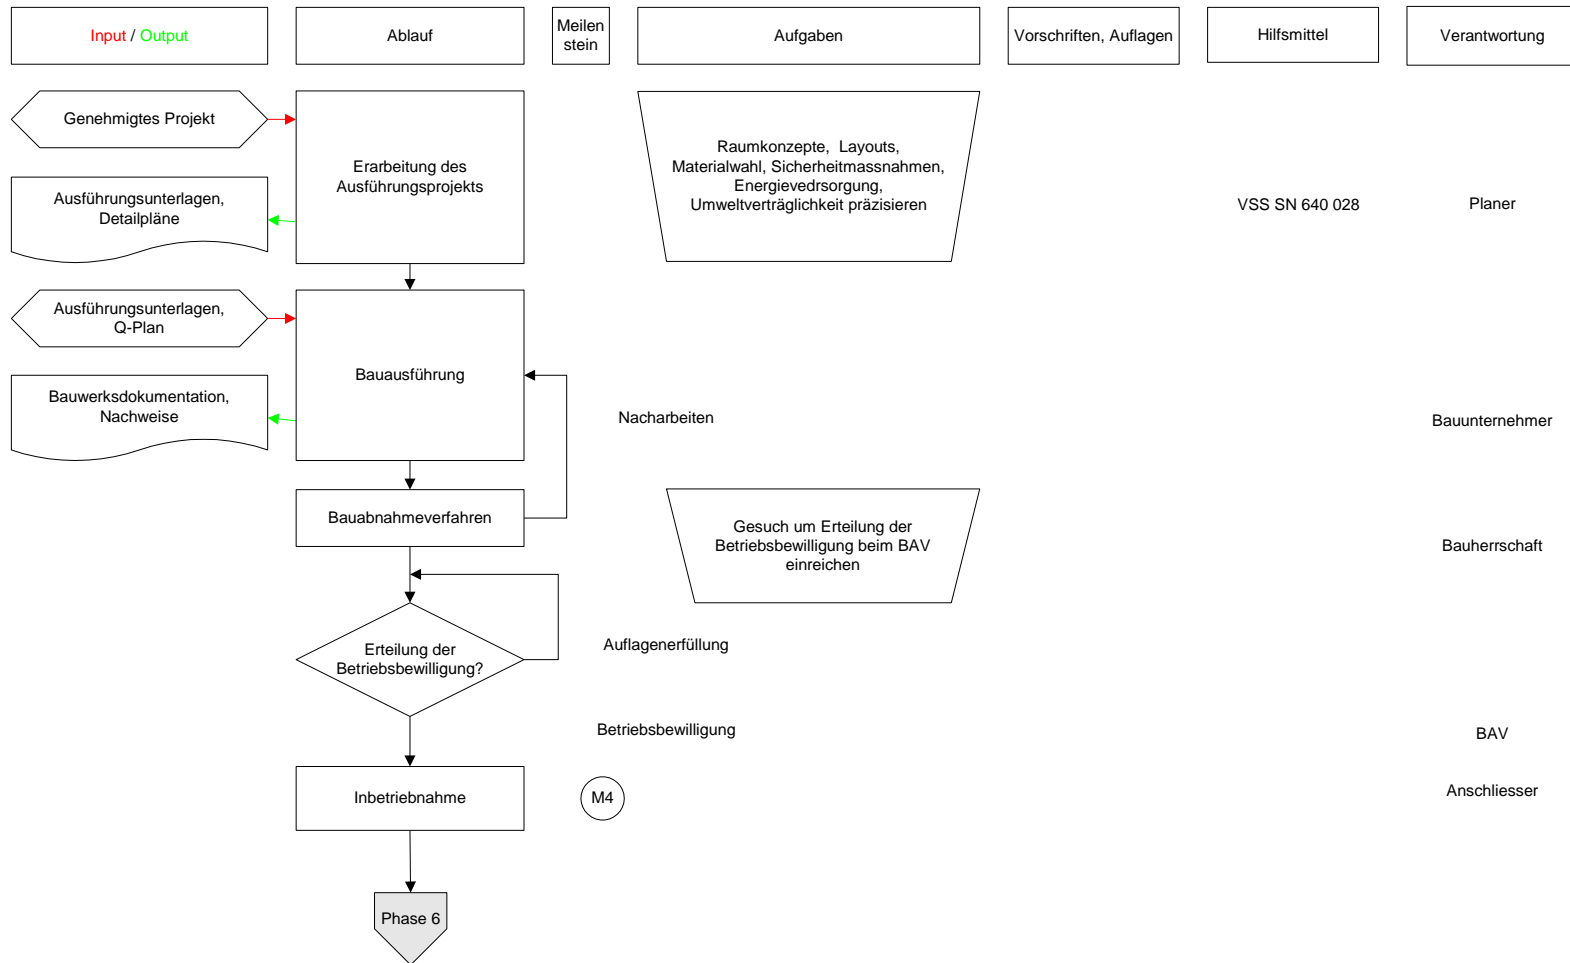 Input / Output
Ablauf
Meilen
stein
Aufgaben
Vorschriften, Auflagen
Hilfsmittel
Verantwortung
Genehmigtes Projekt
Ausführungsunterlagen,
Detailpläne
Erarbeitung des
Ausführungsprojekts
Raumkonzepte, Layouts,
Materialwahl, Sicherheitmassnahmen,
Energievedrsorgung,
Umweltverträglichkeit präzisieren
VSS SN 640 028
Planer
Ausführungsunterlagen,
Q-Plan
Bauwerksdokumentation,
Nachweise
Bauausführung
Nacharbeiten
Bauunternehmer
Bauabnahmeverfahren
Gesuch um Erteilung der
Betriebsbewilligung beim BAV
einreichen
Bauherrschaft
Erteilung der
Betriebsbewilligung?
Auflagenerfüllung
Betriebsbewilligung
BAV
Inbetriebnahme
M4
Anschliesser
Phase 6